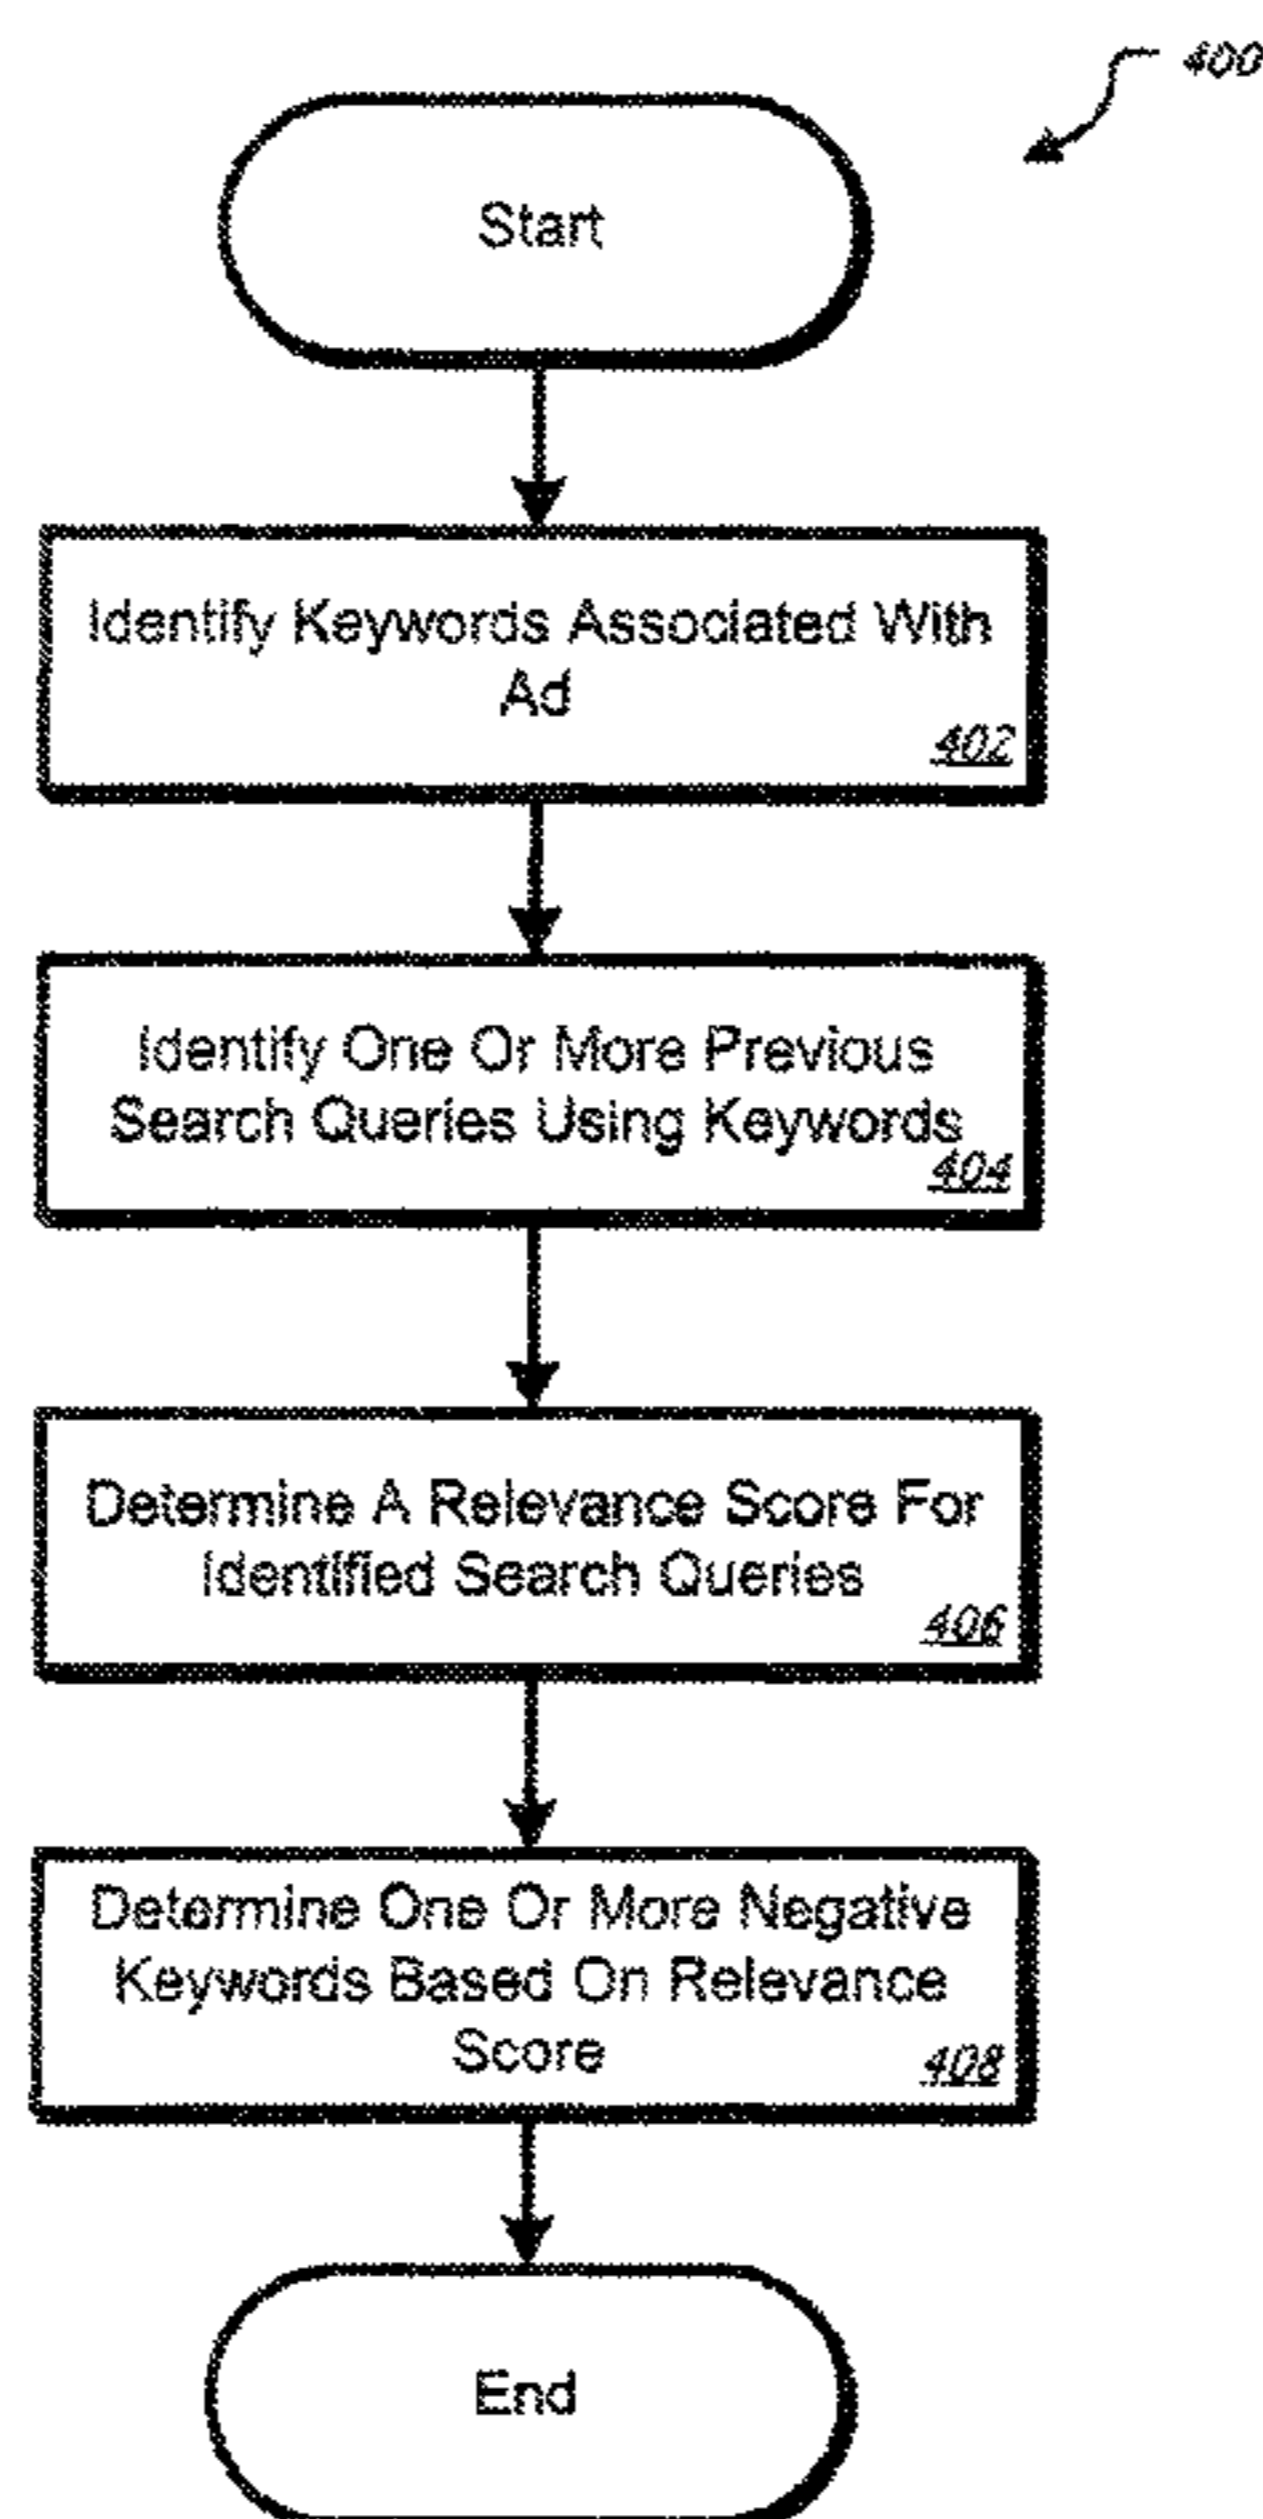 400
Start
Identify Keywords Associated With
Ad
402
Identify One Or More Previous
Search Queries Using Keywords
404
Determine A Relevance Score For
Identified Search Queries
406
Determine One Or More Negative
Keywords Based On Relevance
Score
408
End